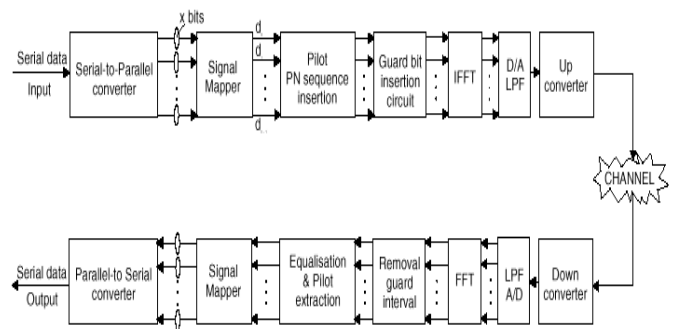 x bits
Serial data
Input
Serial-to-Parallel
converter
Signal
Mapper
d
d
d
Pilot
PN sequence
insertion
Guard bit
insertion
circuit
IFFT
D/A
LPF
Up
converter
CHANNEL
Serial data
Output
Parallel-to Serial
converter
Signal
Mapper
Equalisation
& Pilot
extraction
Removal
guard
interval
FFT
LPF
A/D
Down
converter